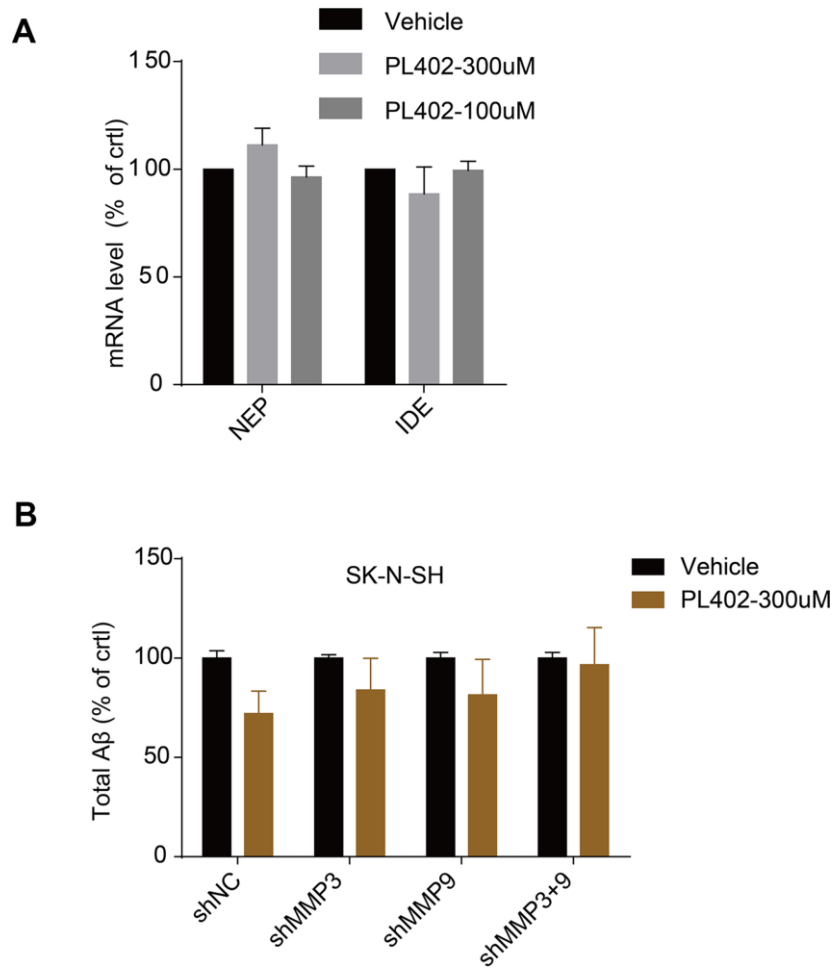 A
Vehicle
PL402-300uM
PL402-100uM
mRNA level (% of crtl)
150
100
50
0
NEP
IDE
B
SK-N-SH
Vehicle
PL402-300uM
Total Aβ (% of crtl)
150
100
50
0
shNC
shMMP3
shMMP9
shMMP3+9